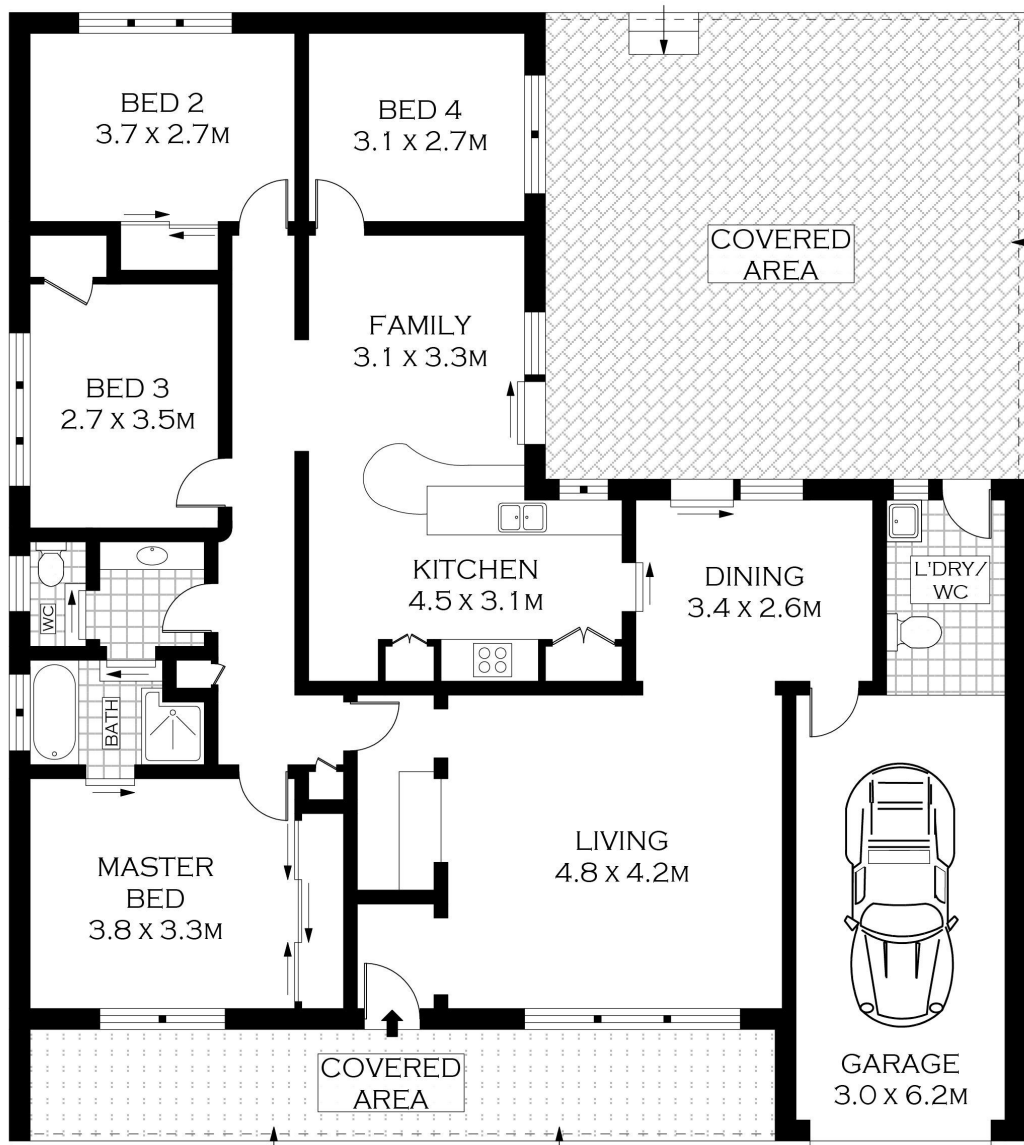 BED 2
3.7 X 2.7M
BED 4
3.1 X 2.7M
COVERED
AREA
FAMILY
3.1 X 3.3M
BED 3
2.7 X 3.5M
KITCHEN
4.5 X 3.1M
DINING
3.4 X 2.6M
L'DRY/
WC
WC
BATH
LIVING
4.8 X 4.2M
MASTER
BED
3.8 X 3.3M
COVERED
AREA
GARAGE
3.0 X 6.2M